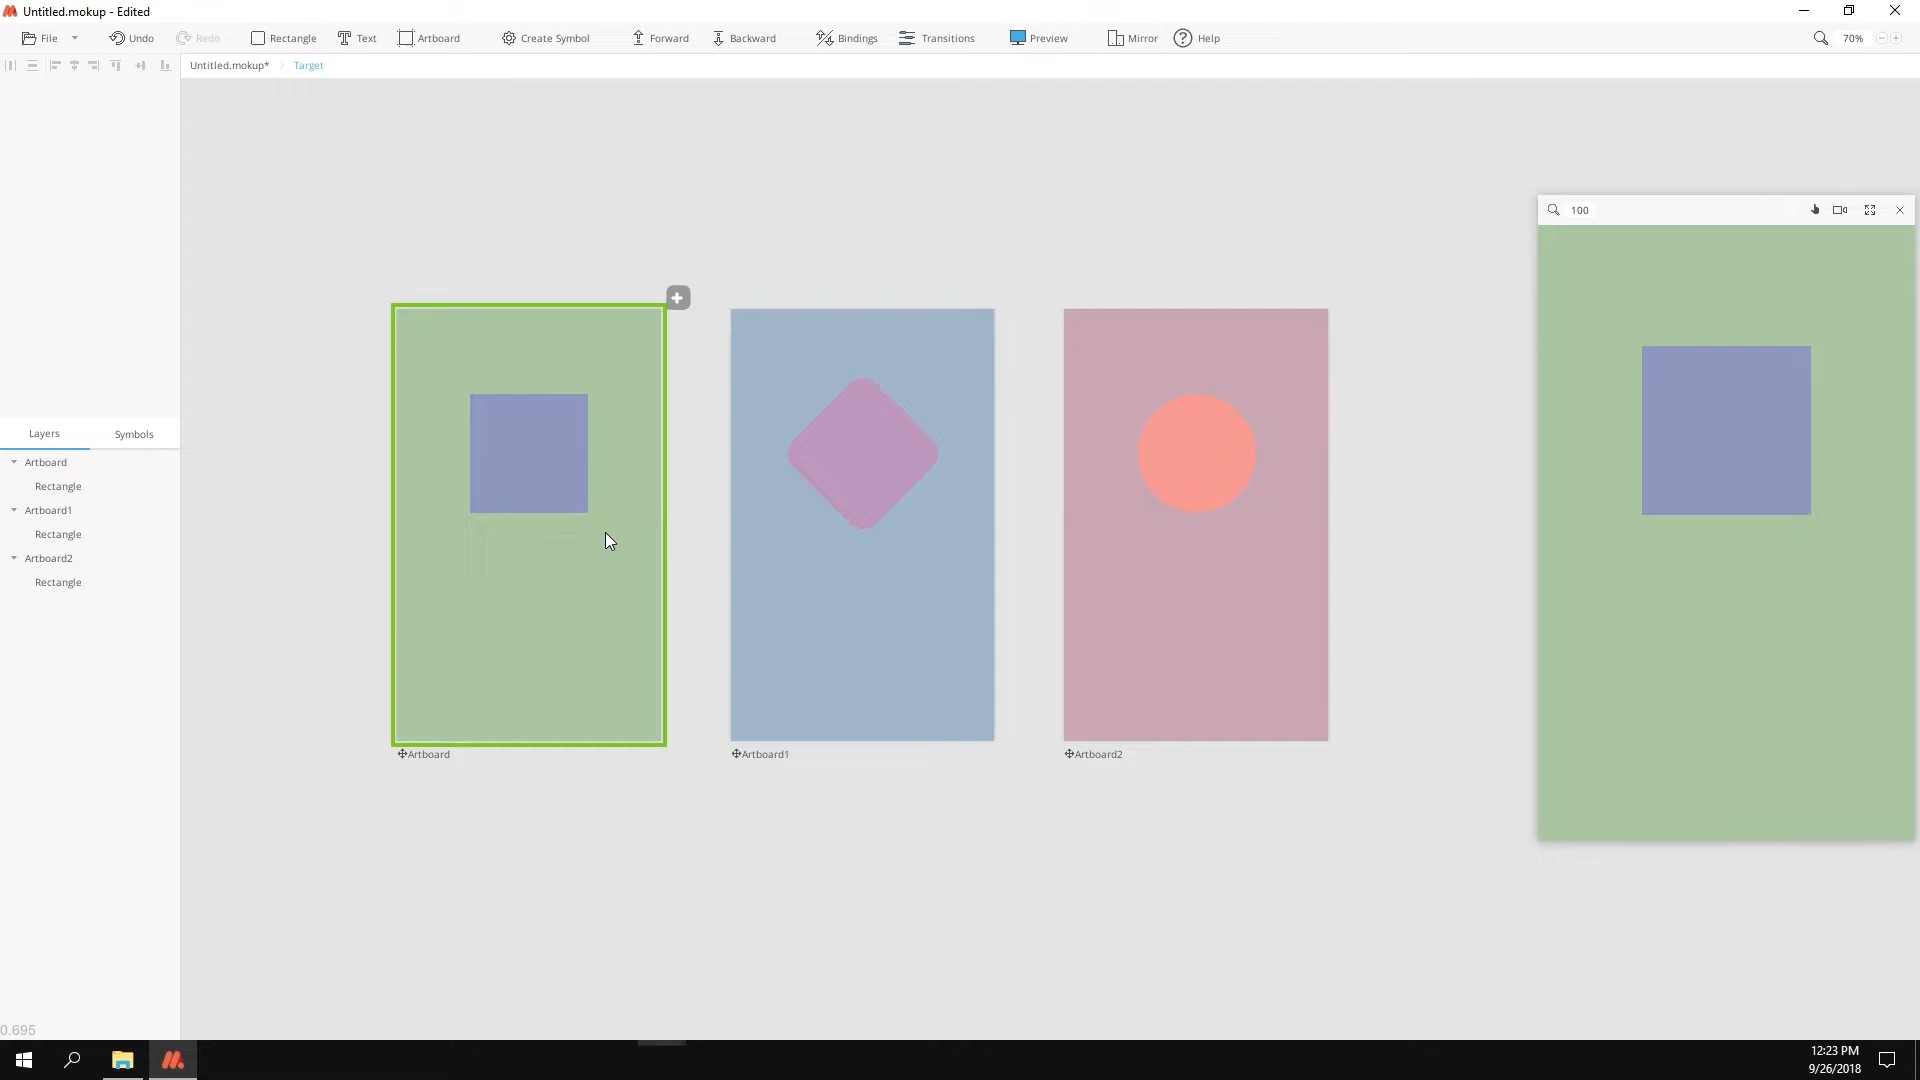 Untitled.mokup - Edited
File Undo Redo Rectangle Text Artboard Create Symbol Forward Backward Bindings Transitions Preview Mirror Help 70%
Untitled.mokup* Target
100
Layers Symbols
Artboard
Rectangle
Artboard1
Rectangle
Artboard2
Rectangle
Artboard Artboard1 Artboard2
0.695
12:23 PM
9/26/2018